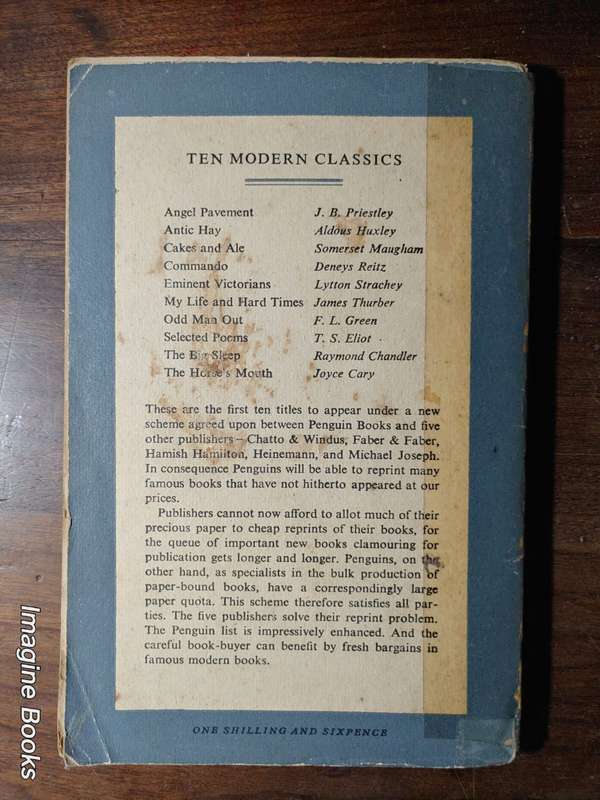 TEN MODERN CLASSICS
Angel Pavement J. B. Priestley
Antic Hay Aldous Huxley
Cakes and Ale Somerset Maugham
Commando Deneys Reitz
Eminent Victorians Lytton Strachey
My Life and Hard Times James Thurber
Odd Man Out F. L. Green
Selected Poems T. S. Eliot
The Big Sleep Raymond Chandler
The Horse's Mouth Joyce Cary
These are the first ten titles to appear under a new
scheme agreed upon between Penguin Books and five
other publishers – Chatto & Windus, Faber & Faber,
Hamish Hamilton, Heinemann, and Michael Joseph.
In consequence Penguins will be able to reprint many
famous books that have not hitherto appeared at our
prices.
Publishers cannot now afford to allot much of their
precious paper to cheap reprints of their books, for
the queue of important new books clamouring for
publication gets longer and longer. Penguins, on the
other hand, as specialists in the bulk production of
paper-bound books, have a correspondingly large
paper quota. This scheme therefore satisfies all par-
ties. The five publishers solve their reprint problem.
The Penguin list is impressively enhanced. And the
careful book-buyer can benefit by fresh bargains in
famous modern books.
ONE SHILLING AND SIXPENCE
Imagine Books